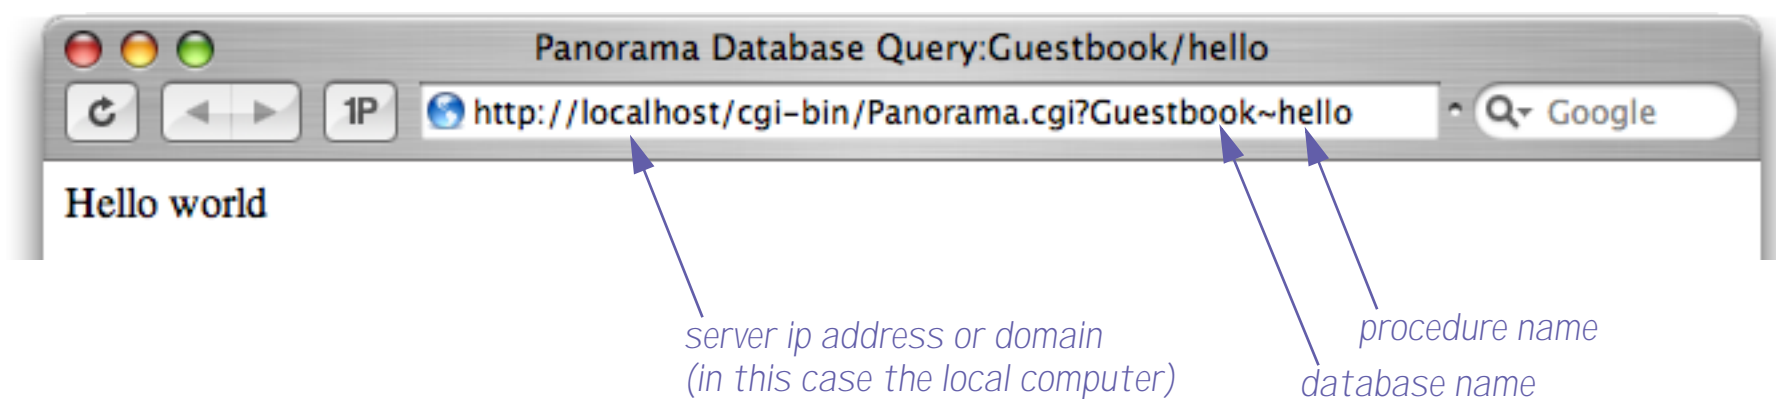 Panorama Database Query:Guestbook/hello
1P http://localhost/cgi-bin/Panorama.cgi?Guestbook~hello Google
Hello world
server ip address or domain
(in this case the local computer)
procedure name
database name